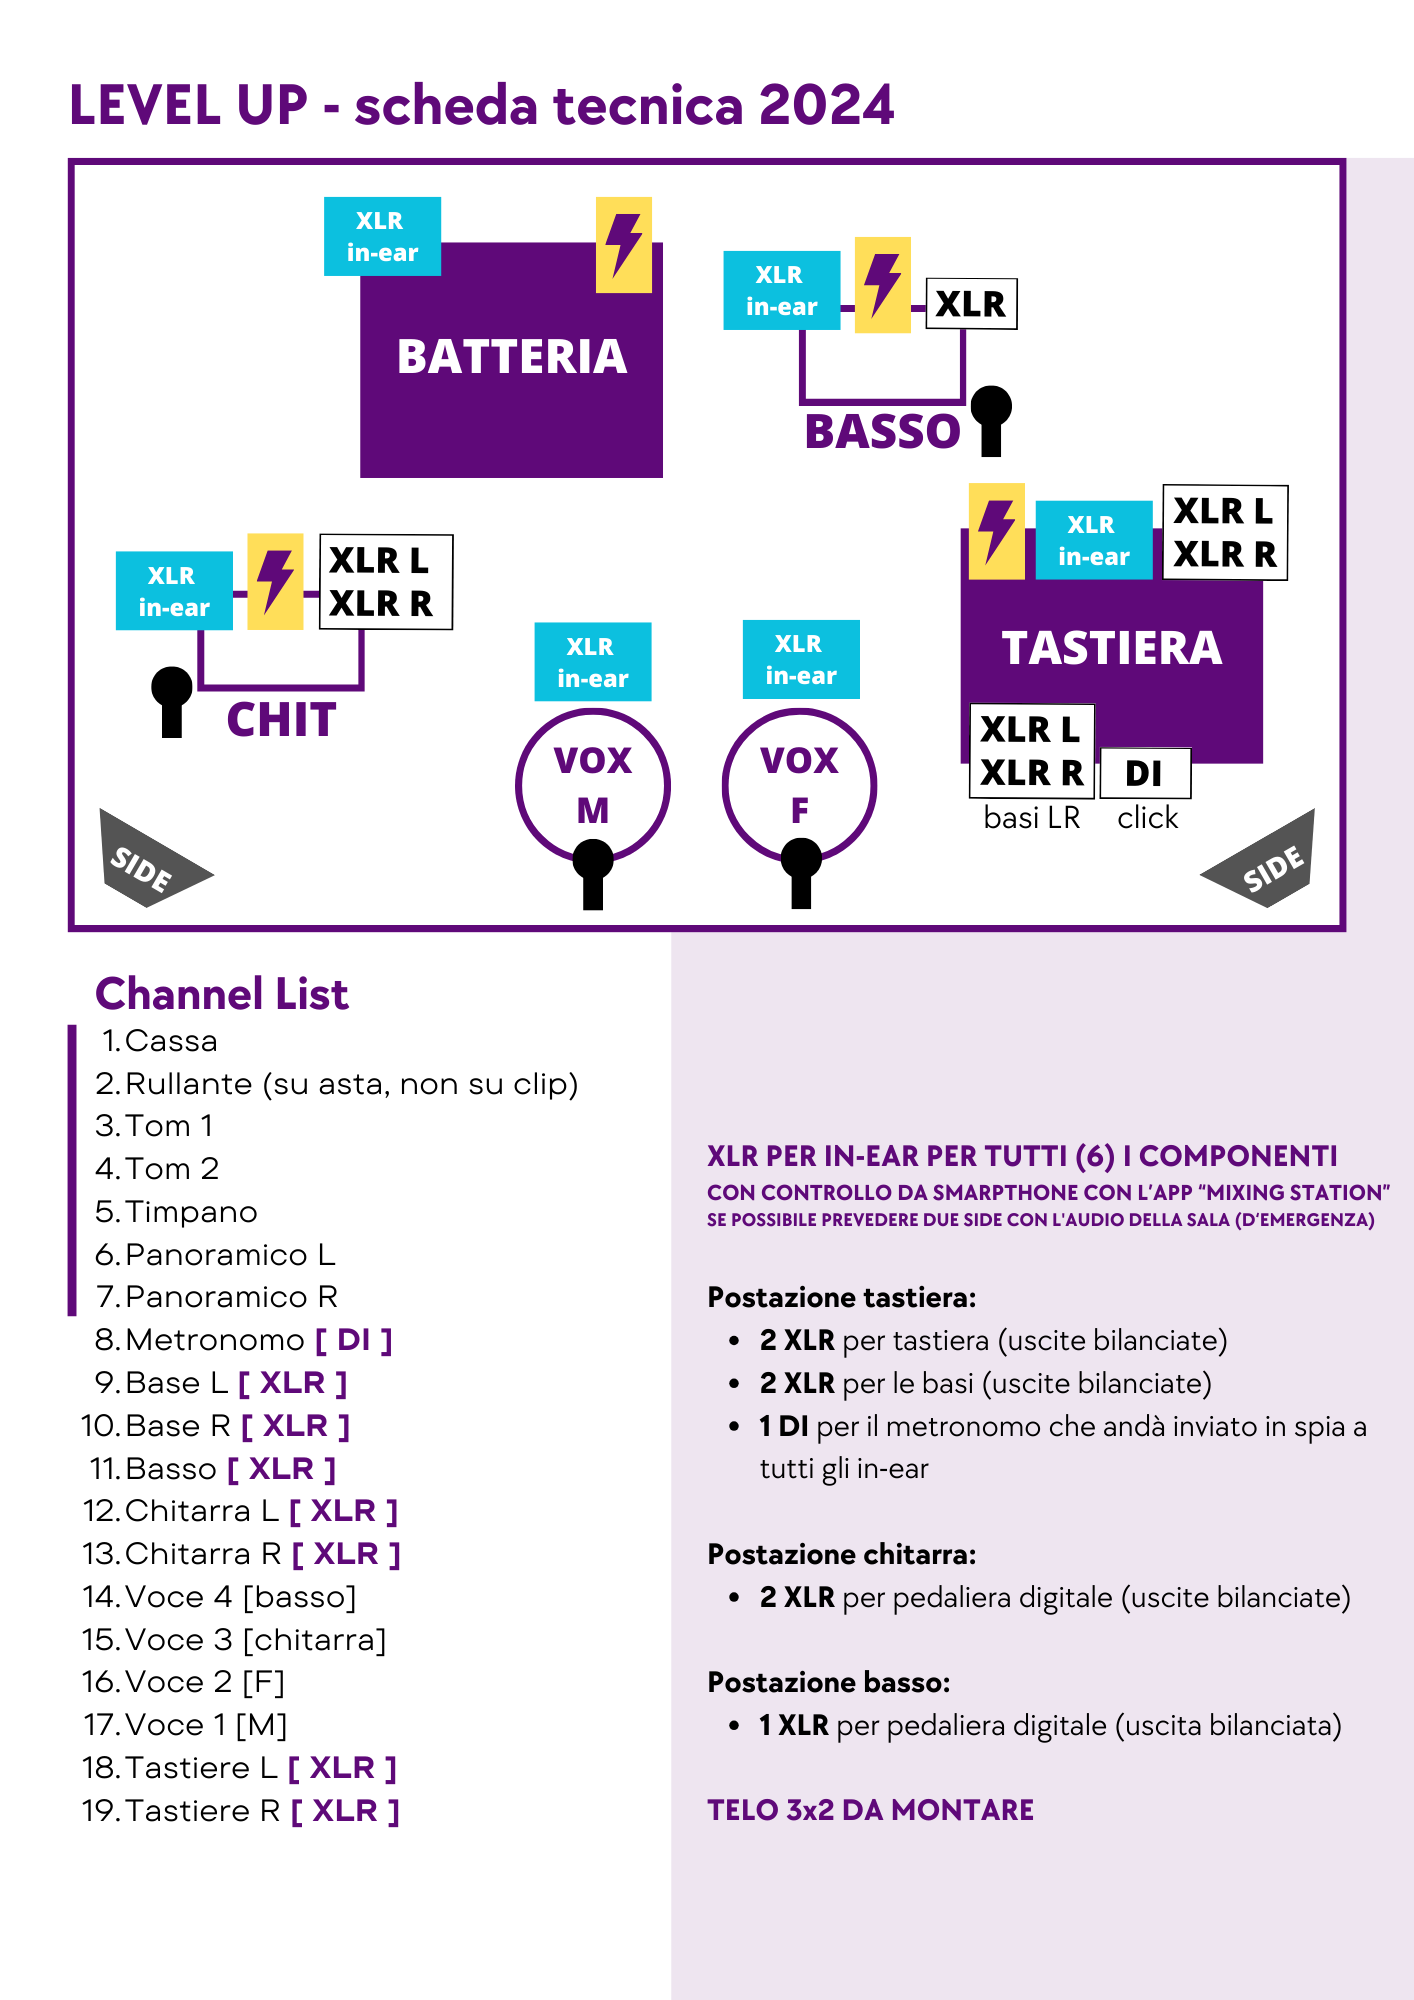 LEVEL UP - scheda tecnica 2024
XLR
in-ear
BATTERIA
XLR
in-ear
XLR
BASSO
XLR
in-ear
XLR L
XLR R
CHIT
XLR
in-ear
XLR L
XLR R
TASTIERA
XLR L
XLR R
basi LR
DI
click
XLR
in-ear
VOX
M
XLR
in-ear
VOX
F
SIDE
SIDE
Channel List
1. Cassa
2. Rullante (su asta, non su clip)
3. Tom 1
4. Tom 2
5. Timpano
6. Panoramico L
7. Panoramico R
8. Metronomo [ DI ]
9. Base L [ XLR ]
10. Base R [ XLR ]
11. Basso [ XLR ]
12. Chitarra L [ XLR ]
13. Chitarra R [ XLR ]
14. Voce 4 [basso]
15. Voce 3 [chitarra]
16. Voce 2 [F]
17. Voce 1 [M]
18. Tastiere L [ XLR ]
19. Tastiere R [ XLR ]
XLR PER IN-EAR PER TUTTI (6) I COMPONENTI
CON CONTROLLO DA SMARPTHONE CON L'APP “MIXING STATION”
SE POSSIBILE PREVEDERE DUE SIDE CON L'AUDIO DELLA SALA (D'EMERGENZA)
Postazione tastiera:
• 2 XLR per tastiera (uscite bilanciate)
• 2 XLR per le basi (uscite bilanciate)
• 1 DI per il metronomo che andà inviato in spia a
tutti gli in-ear
Postazione chitarra:
• 2 XLR per pedaliera digitale (uscite bilanciate)
Postazione basso:
• 1 XLR per pedaliera digitale (uscita bilanciata)
TELO 3x2 DA MONTARE